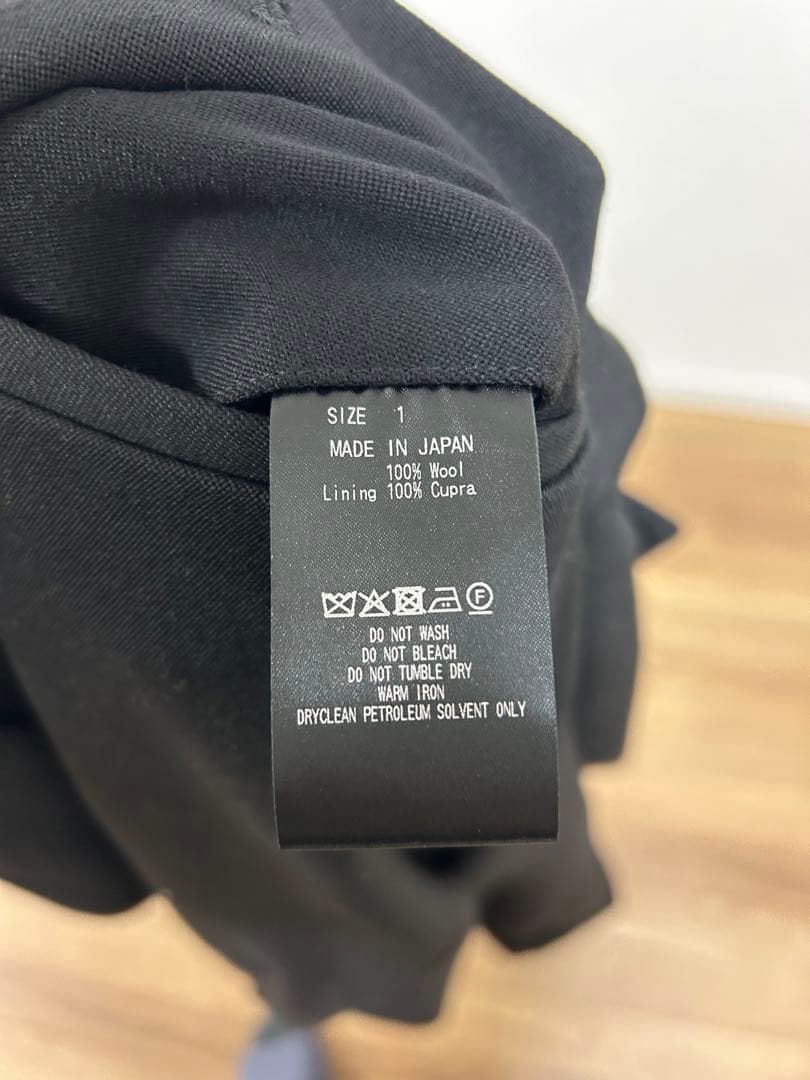 SIZE 1
MADE IN JAPAN
100% Wool
Lining 100% Cupra
F
DO NOT WASH
DO NOT BLEACH
DO NOT TUMBLE DRY
WARM IRON
DRYCLEAN PETROLEUM SOLVENT ONLY